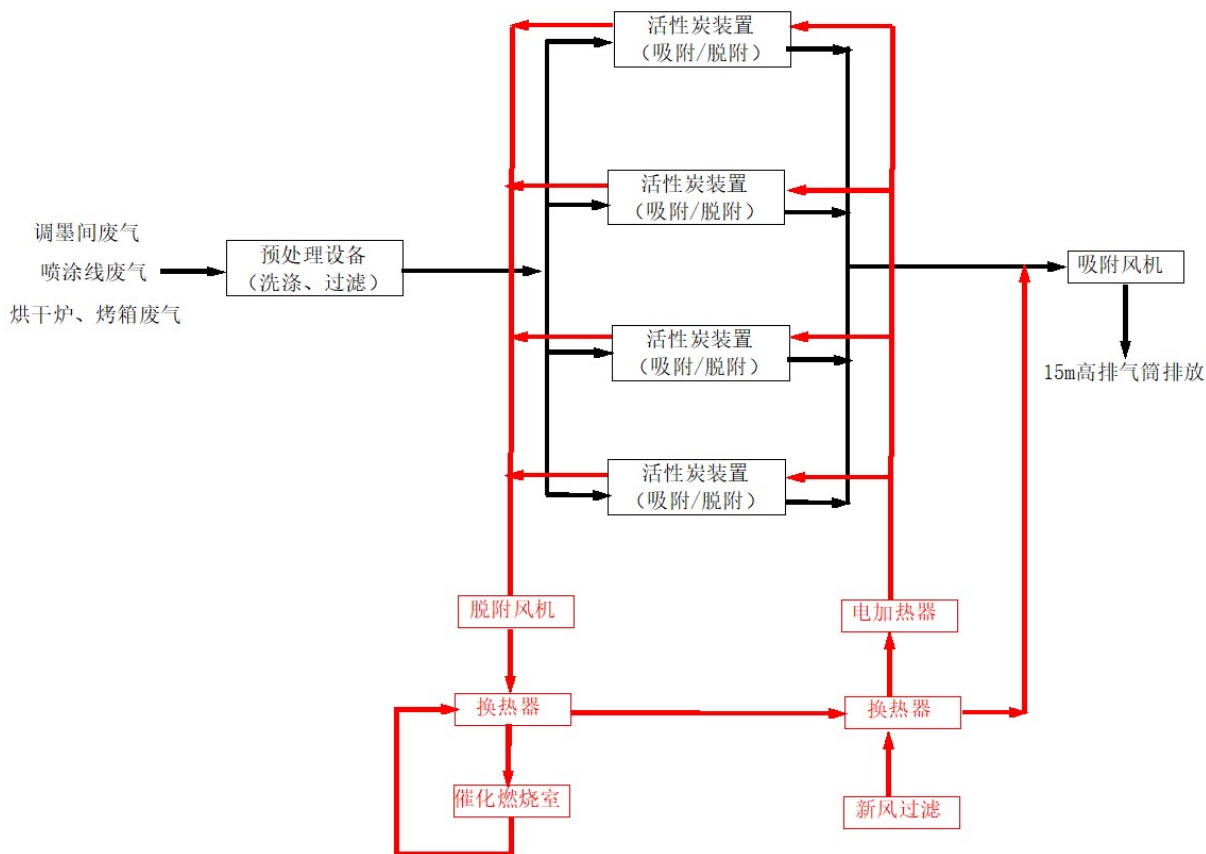 活性炭装置
（吸附/脱附）
活性炭装置
（吸附/脱附）
调墨间废气
喷涂线废气
烘干炉、烤箱废气
预处理设备
（洗涤、过滤）
吸附风机
活性炭装置
（吸附/脱附）
15m高排气筒排放
活性炭装置
（吸附/脱附）
脱附风机
电加热器
换热器
换热器
催化燃烧室
新风过滤